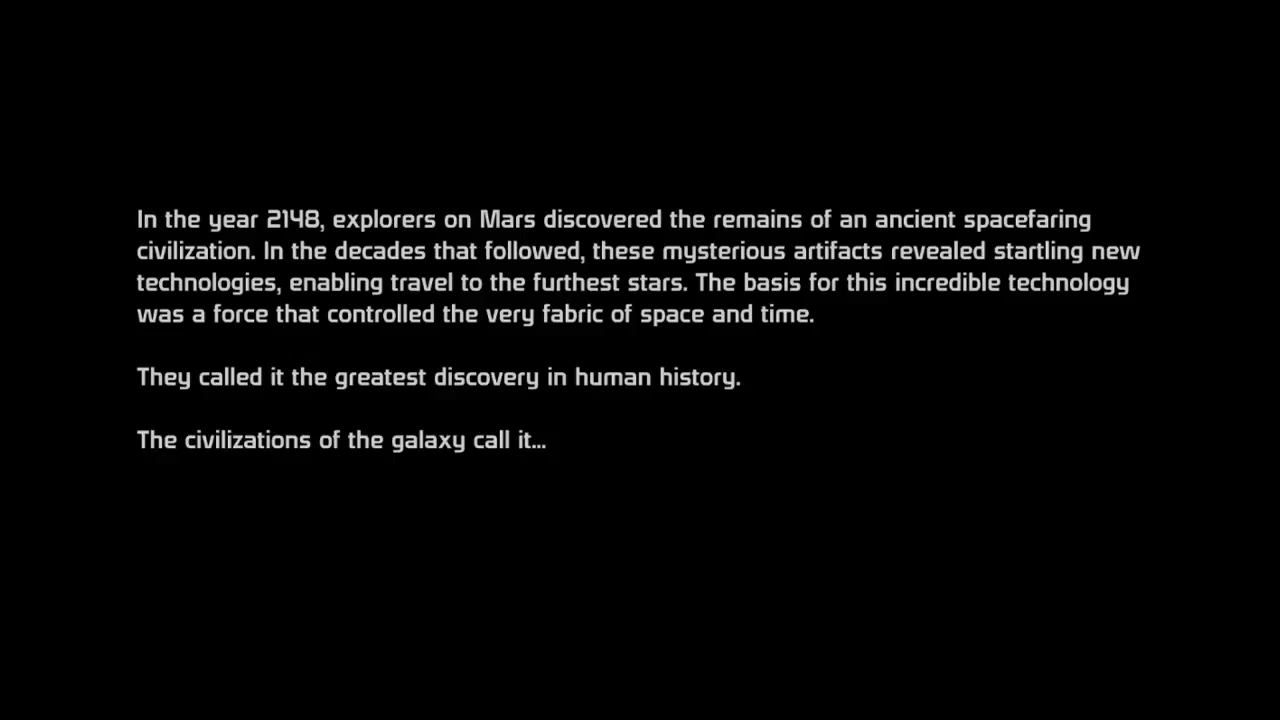 In the year 2148, explorers on Mars discovered the remains of an ancient spacefaring
civilization. In the decades that followed, these mysterious artifacts revealed startling new
technologies, enabling travel to the furthest stars. The basis for this incredible technology
was a force that controlled the very fabric of space and time.
They called it the greatest discovery in human history.
The civilizations of the galaxy call it...